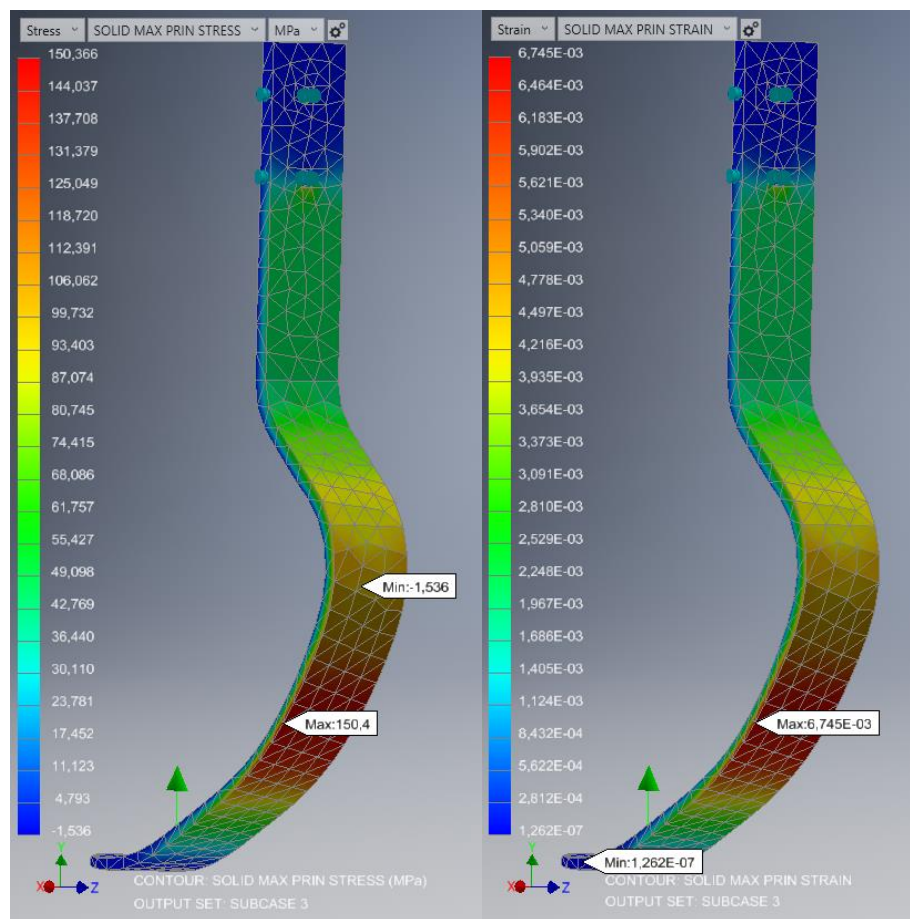 Stress SOLID MAX PRIN STRESS MPa
150,366
144,037
137,708
131,379
125,049
118,720
112,391
106,062
99,732
93,403
87,074
80,745
74,415
68,086
61,757
55,427
49,098
42,769
36,440
30,110
23,781
17,452
11,123
4,793
-1,536
Min:-1,536
Max:150,4
Y
X
Z
CONTOUR: SOLID MAX PRIN STRESS (MPa)
OUTPUT SET: SUBCASE 3
Strain SOLID MAX PRIN STRAIN
6,745E-03
6,464E-03
6,183E-03
5,902E-03
5,621E-03
5,340E-03
5,059E-03
4,778E-03
4,497E-03
4,216E-03
3,935E-03
3,654E-03
3,373E-03
3,091E-03
2,810E-03
2,529E-03
2,248E-03
1,967E-03
1,686E-03
1,405E-03
1,124E-03
8,432E-04
5,622E-04
2,812E-04
1,262E-07
Max:6,745E-03
Min:1,262E-07
Y
X
Z
CONTOUR: SOLID MAX PRIN STRAIN
OUTPUT SET: SUBCASE 3